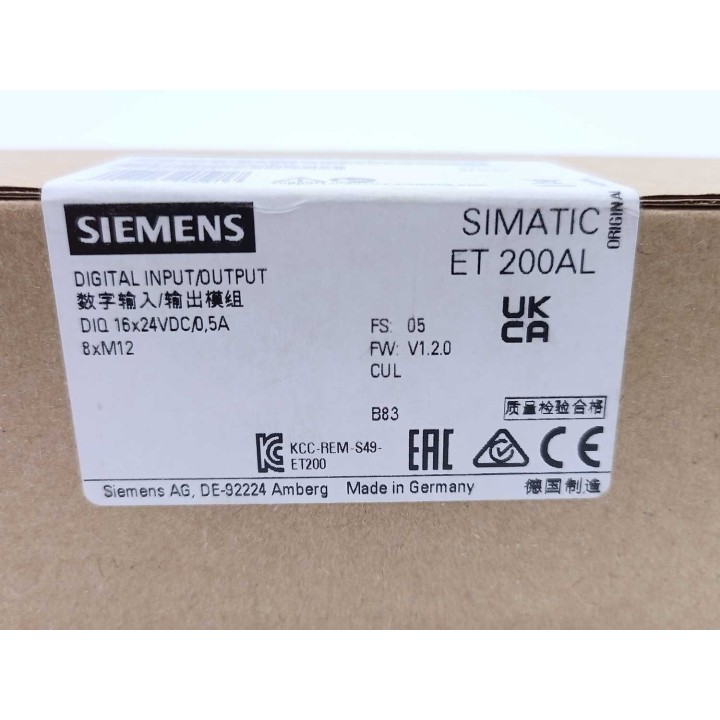 SIEMENS
SIMATIC
ET 200AL
ORIGINA
DIGITAL INPUT/OUTPUT
数字输入/输出模组
DIQ 16x24VDC/0,5A
8xM12
FS: 05
FW: V1.2.0
CUL
B83
UK
CA
质量检验合格
KCC-REM-S49-
ET200
EAC
CE
Siemens AG, DE-92224 Amberg Made in Germany 德国制造